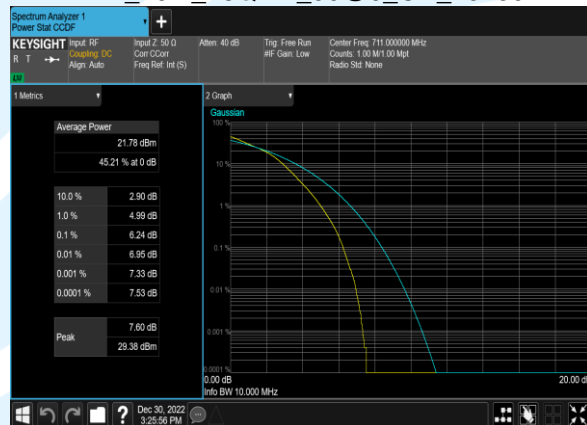 Spectrum Analyzer 1
Power Stat CCDF
KEYSIGHT
R T
LXI
Input: RF
Coupling: DC
Align: Auto
Input Z: 50 Ω
Corr CCorr
Freq Ref: Int (S)
Atten: 40 dB
Trig: Free Run
#IF Gain: Low
Center Freq: 711.000000 MHz
Counts: 1.00 M/1.00 Mpt
Radio Std: None
1 Metrics
Average Power
21.78 dBm
45.21 % at 0 dB
10.0 % 2.90 dB
1.0 % 4.99 dB
0.1 % 6.24 dB
0.01 % 6.95 dB
0.001 % 7.33 dB
0.0001 % 7.53 dB
Peak
7.60 dB
29.38 dBm
2 Graph
Gaussian
100 %
10 %
1 %
0.1 %
0.01 %
0.001 %
0.0001 %
0.00 dB
20.00 d
Info BW 10.000 MHz
?
Dec 30, 2022
3:25:56 PM